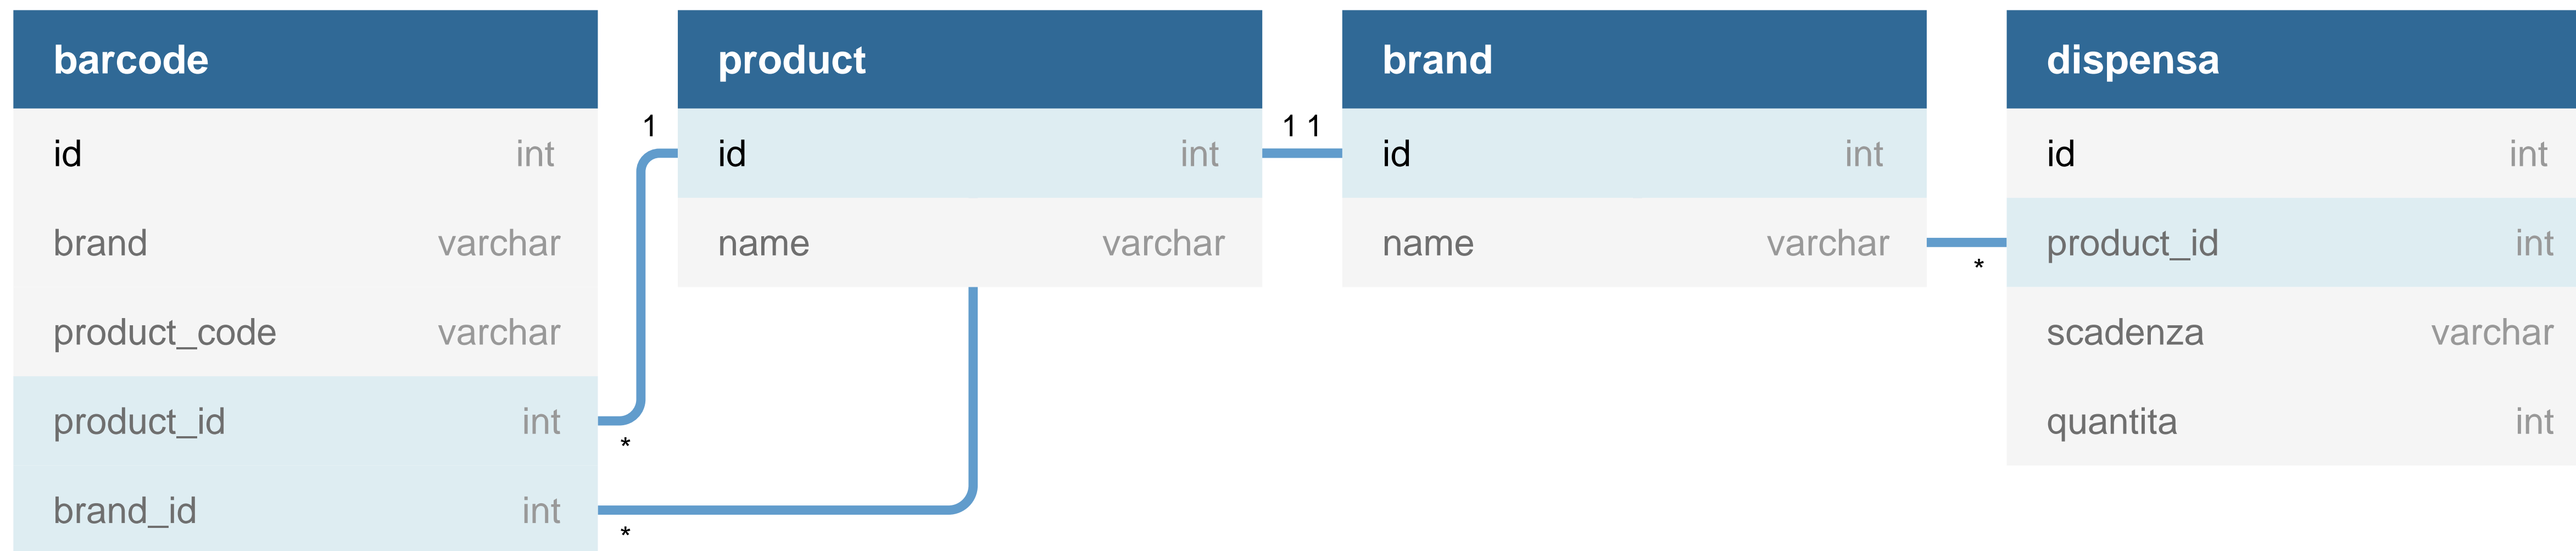 barcode
id int
brand varchar
product_code varchar
product_id int
brand_id int
1
*
*
product
id int
name varchar
1 1
brand
id int
name varchar
*
dispensa
id int
product_id int
scadenza varchar
quantita int